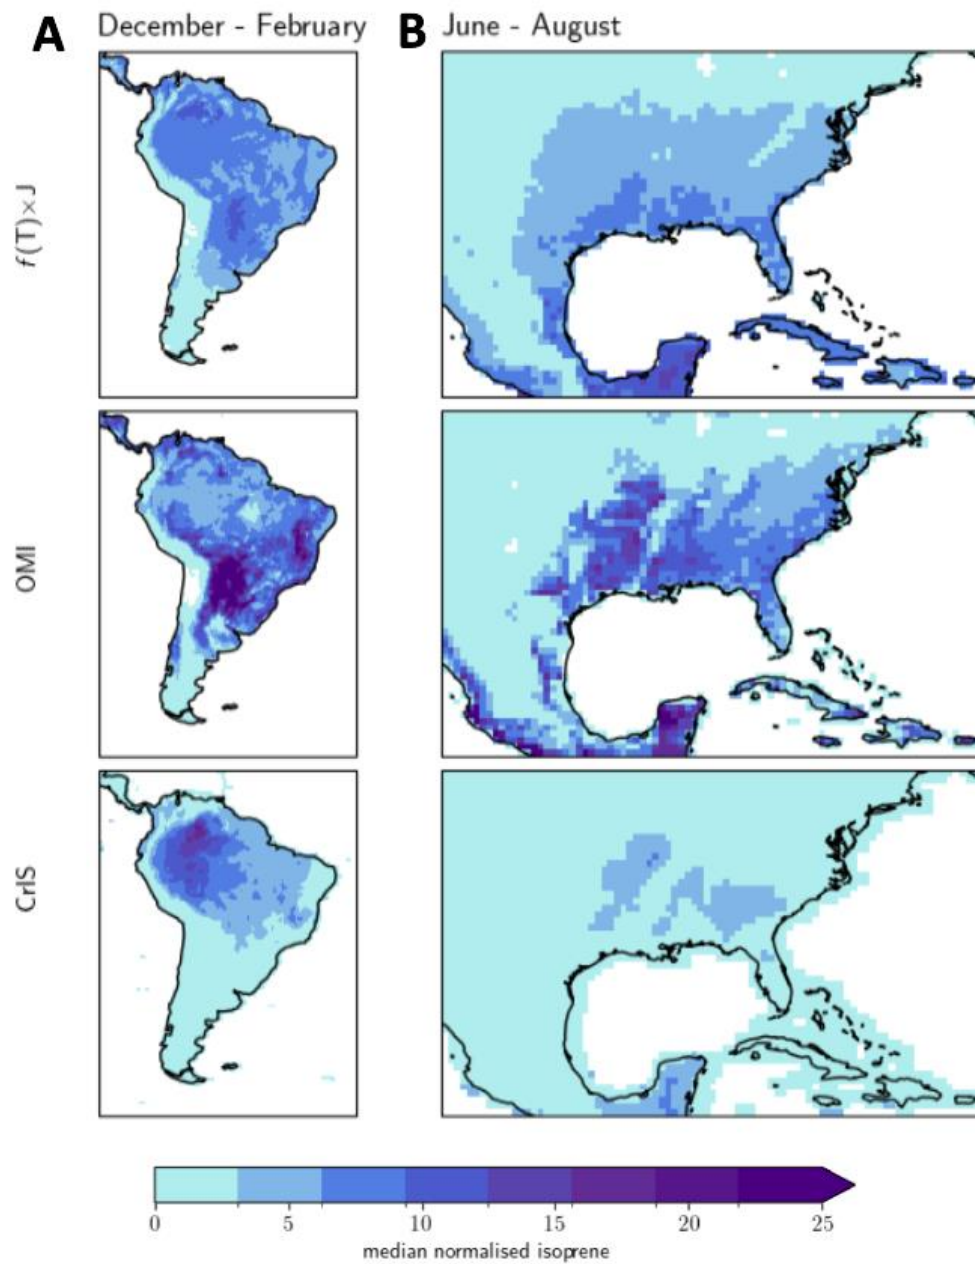 A December - February B June - August
f(T)×J
OMI
CrIS
0 5 10 15 20 25
median normalised isoprene